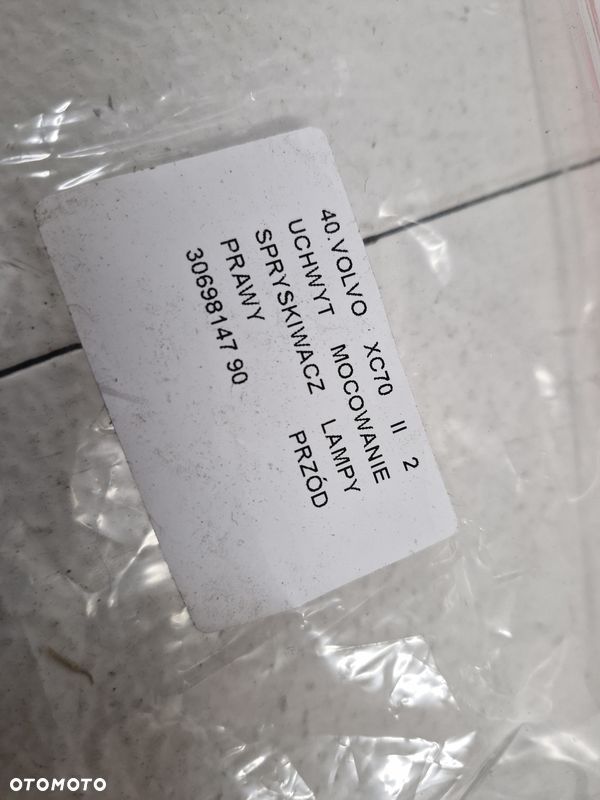 40.VOLVO XC70 II 2
UCHWYT MOCOWANIE
SPRYSKIWACZ LAMPY
PRAWY PRZÓD
30698147 90
OTOMOTO